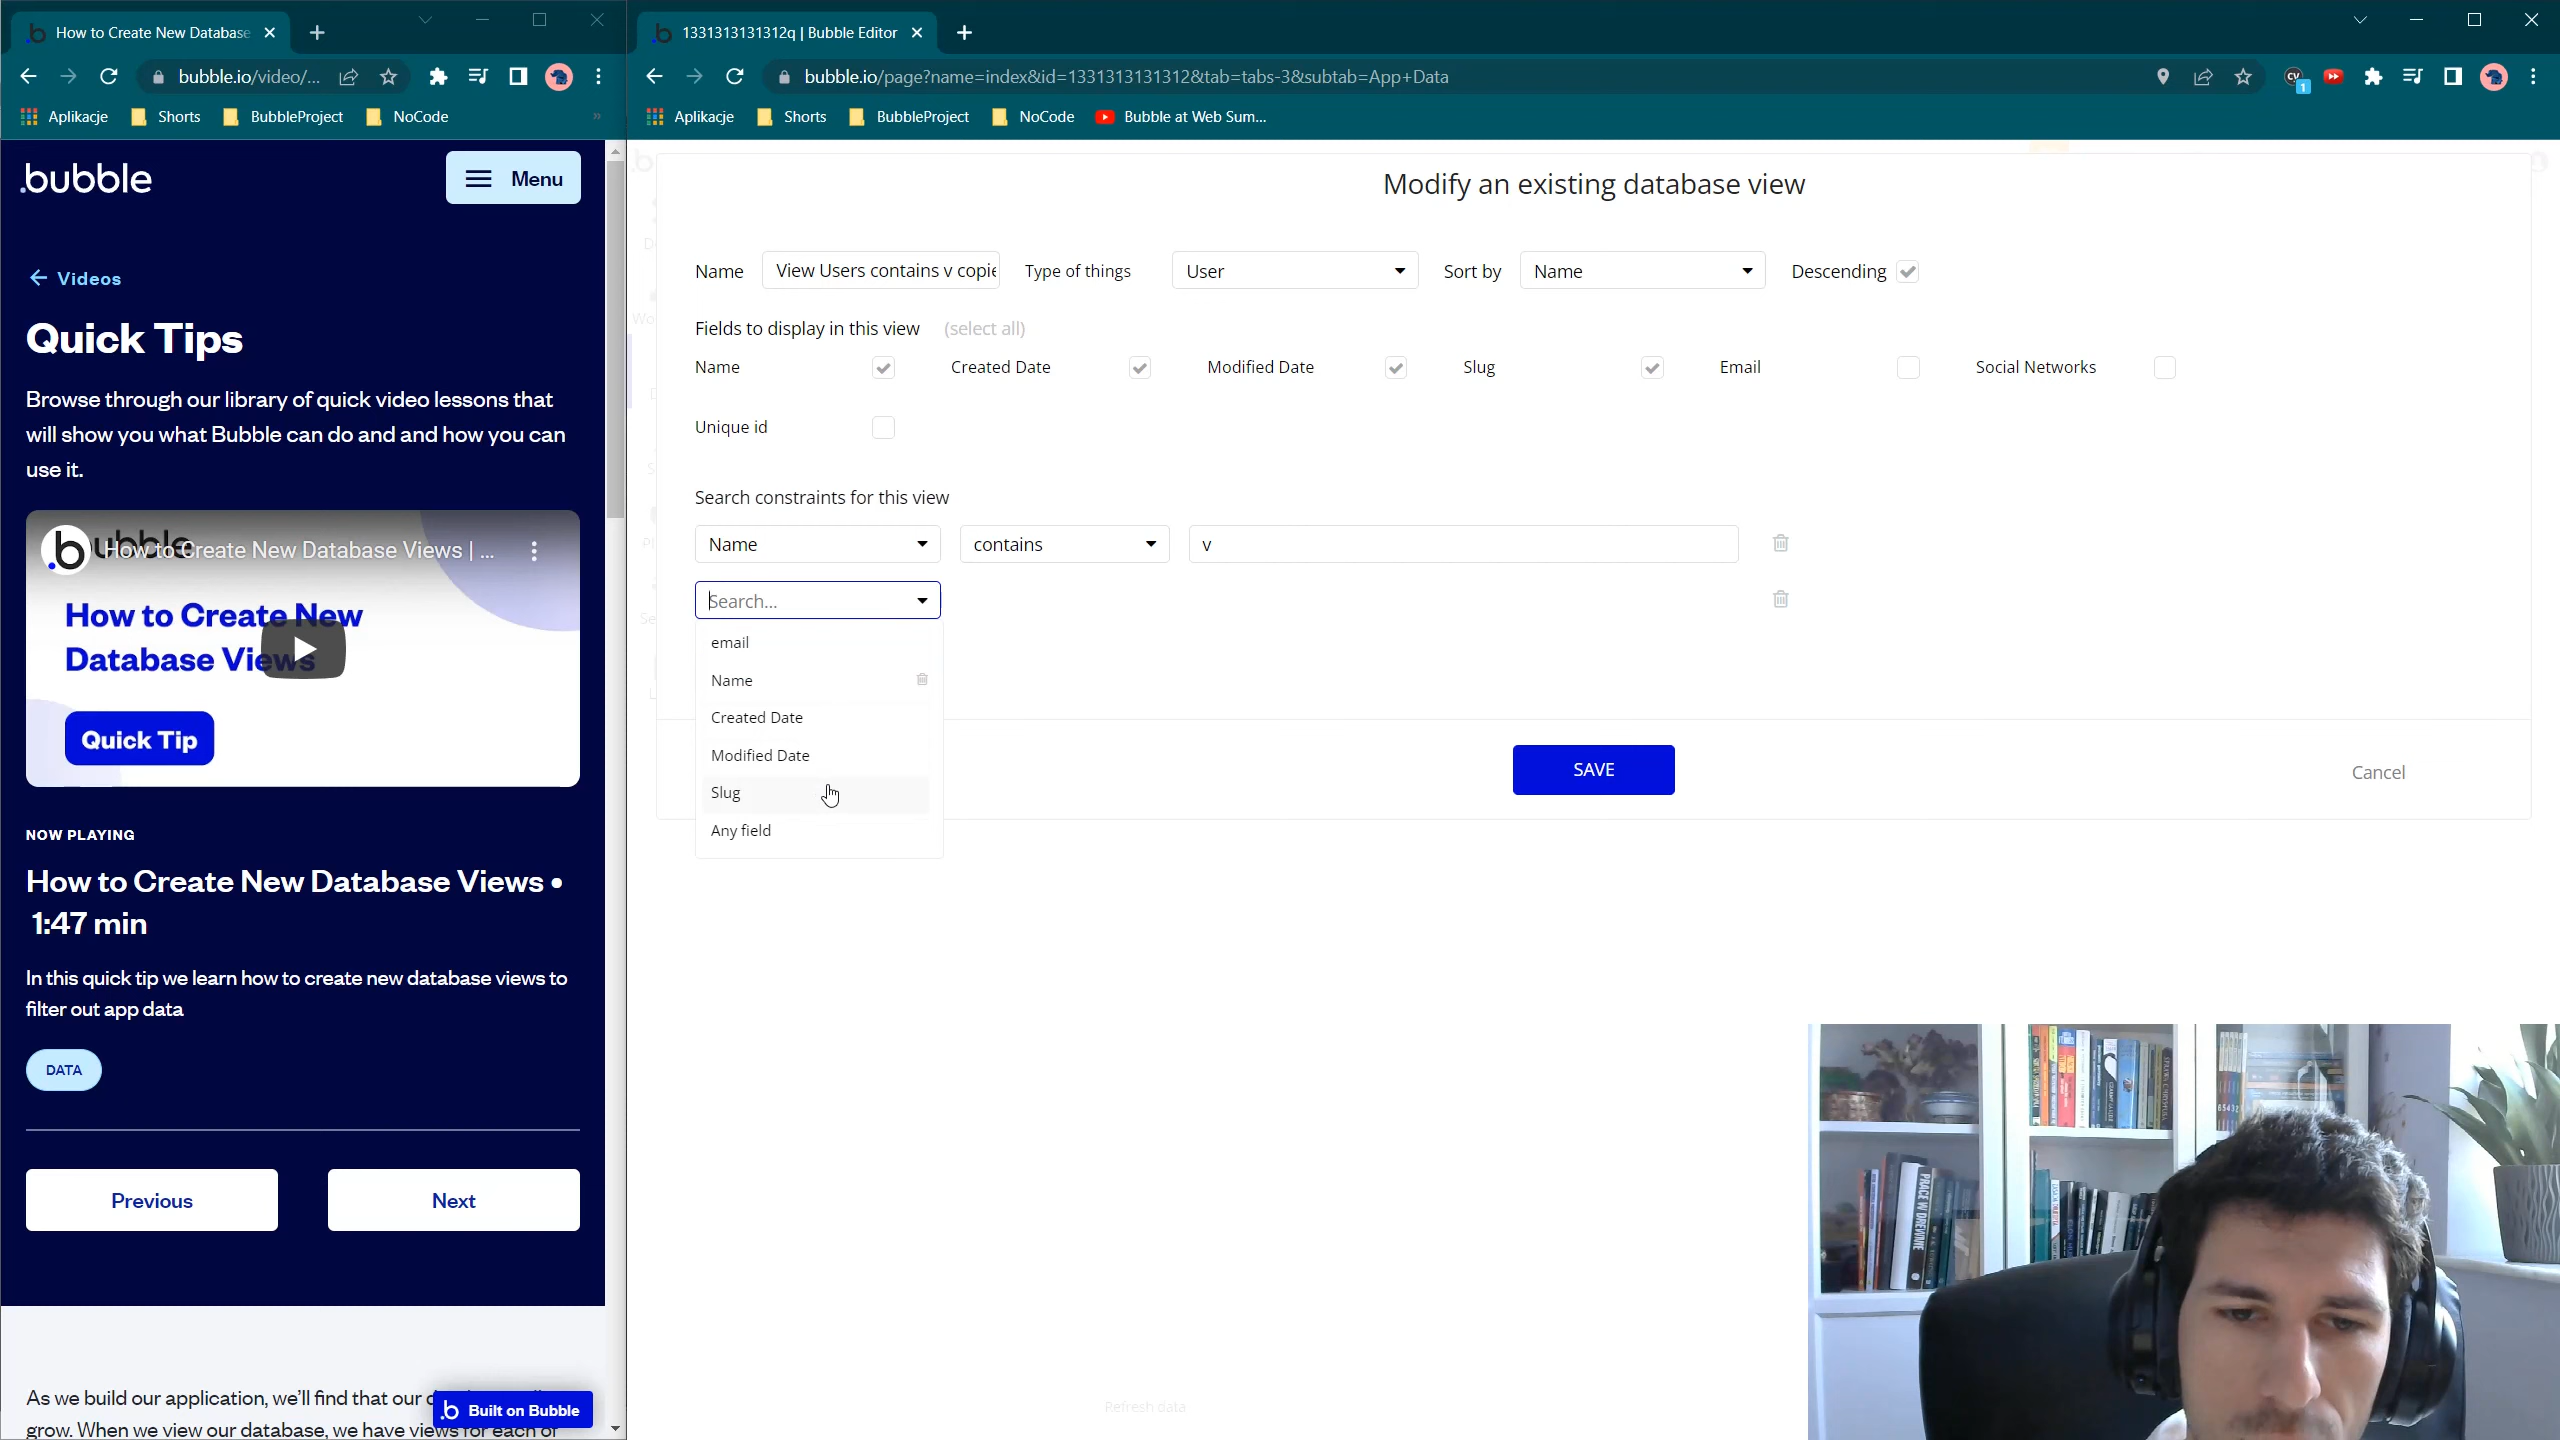 How to Create New Database
1331313131312q | Bubble Editor
bubble.io/video/...
bubble.io/page?name=index&id=1331313131312&tab=tabs-3&subtab=App+Data
Aplikacje
Shorts
BubbleProject
NoCode
»
Aplikacje
Shorts
BubbleProject
NoCode
Bubble at Web Sum...
.bubble
Menu
← Videos
Quick Tips
Browse through our library of quick video lessons that
will show you what Bubble can do and and how you can
use it.
How to Create New Database Views | ...
How to Create New
Database Views
Quick Tip
NOW PLAYING
How to Create New Database Views •
1:47 min
In this quick tip we learn how to create new database views to
filter out app data
DATA
Previous
Next
As we build our application, we'll find that our
grow. When we view our database, we have views for each of
Built on Bubble
Modify an existing database view
Name
View Users contains v copie
Type of things
User
Sort by
Name
Descending
Fields to display in this view
(select all)
Name
Created Date
Modified Date
Slug
Email
Social Networks
Unique id
Search constraints for this view
Name
contains
v
Search...
email
Name
Created Date
Modified Date
Slug
Any field
SAVE
Cancel
Refresh data
PRACE W DREWNIE